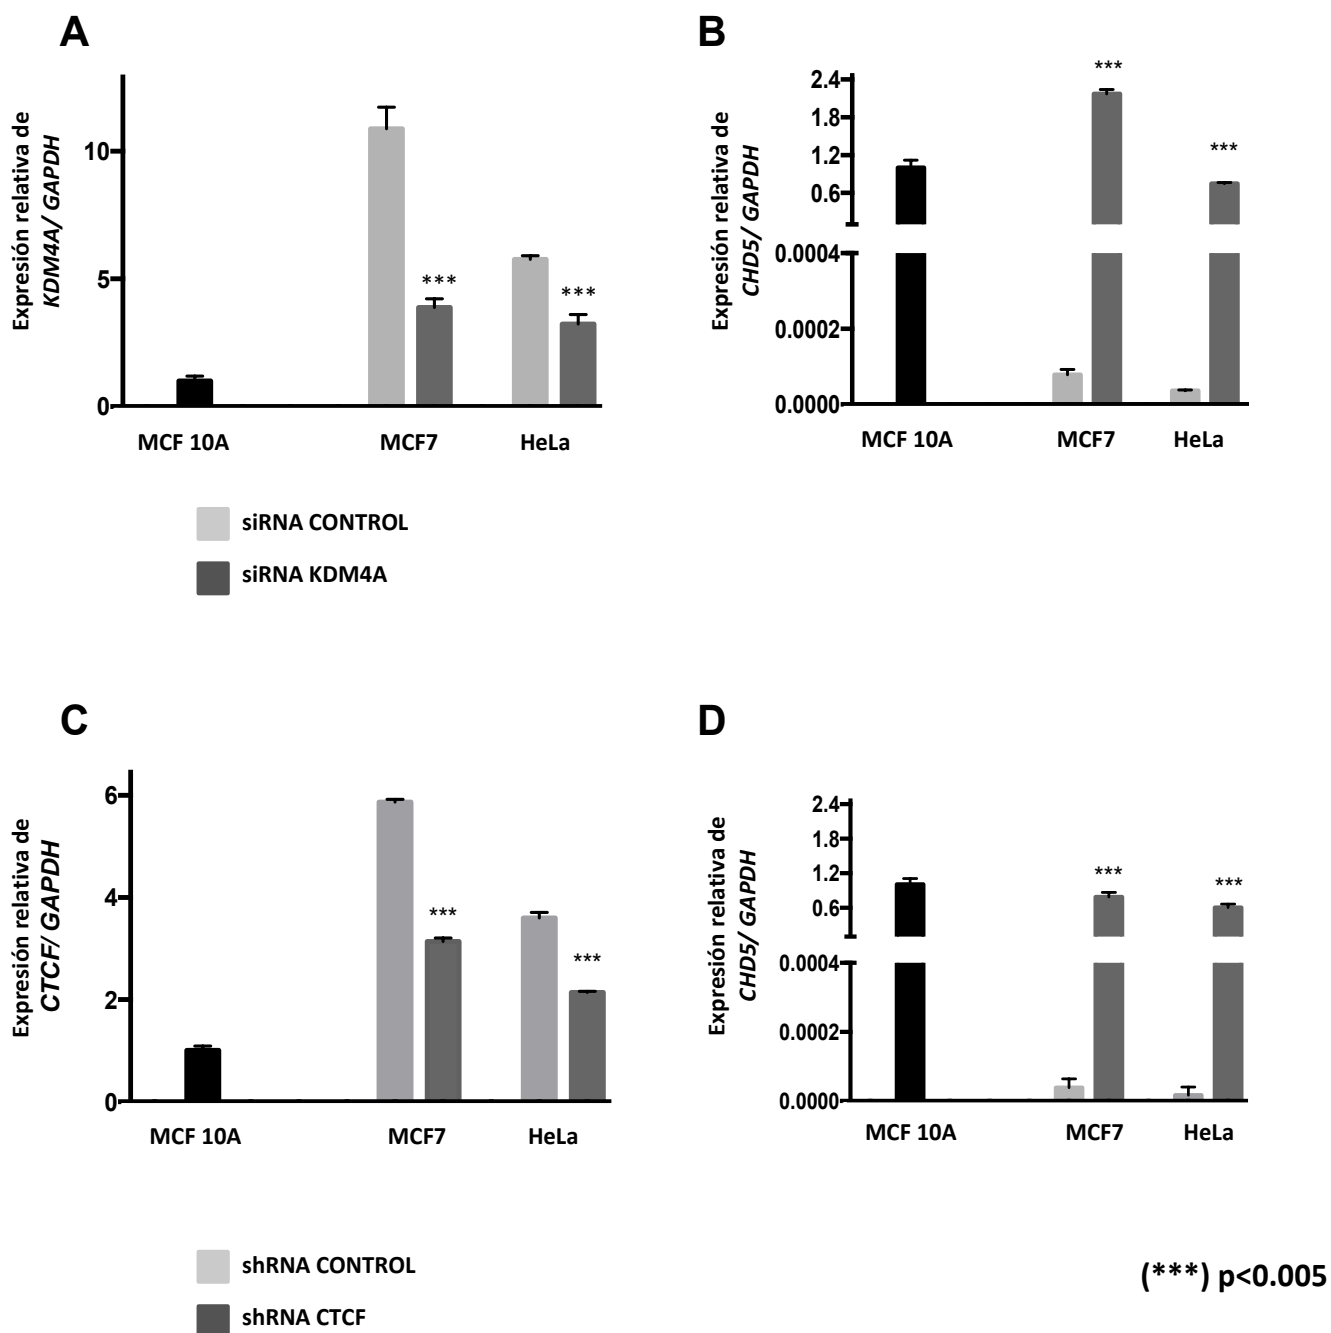 A
Expresión relativa de
KDM4A/ GAPDH
10
5
0
***
***
MCF 10A
MCF7
HeLa
siRNA CONTROL
siRNA KDM4A
B
Expresión relativa de
CHD5/ GAPDH
2.4
1.8
1.2
0.6
0.0004
0.0002
0.0000
***
***
MCF 10A
MCF7
HeLa
C
Expresión relativa de
CTCF/ GAPDH
6
4
2
0
***
***
MCF 10A
MCF7
HeLa
shRNA CONTROL
shRNA CTCF
D
Expresión relativa de
CHD5/ GAPDH
2.4
1.8
1.2
0.6
0.0004
0.0002
0.0000
***
***
MCF 10A
MCF7
HeLa
(***) p<0.005